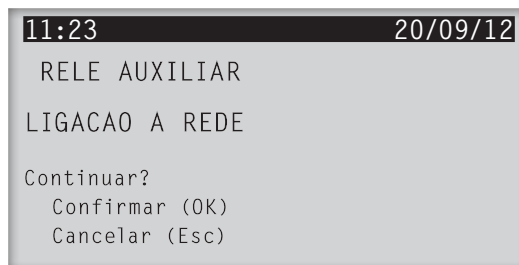 11:23 20/09/12
RELE AUXILIAR
LIGACAO A REDE
Continuar?
Confirmar (OK)
Cancelar (Esc)